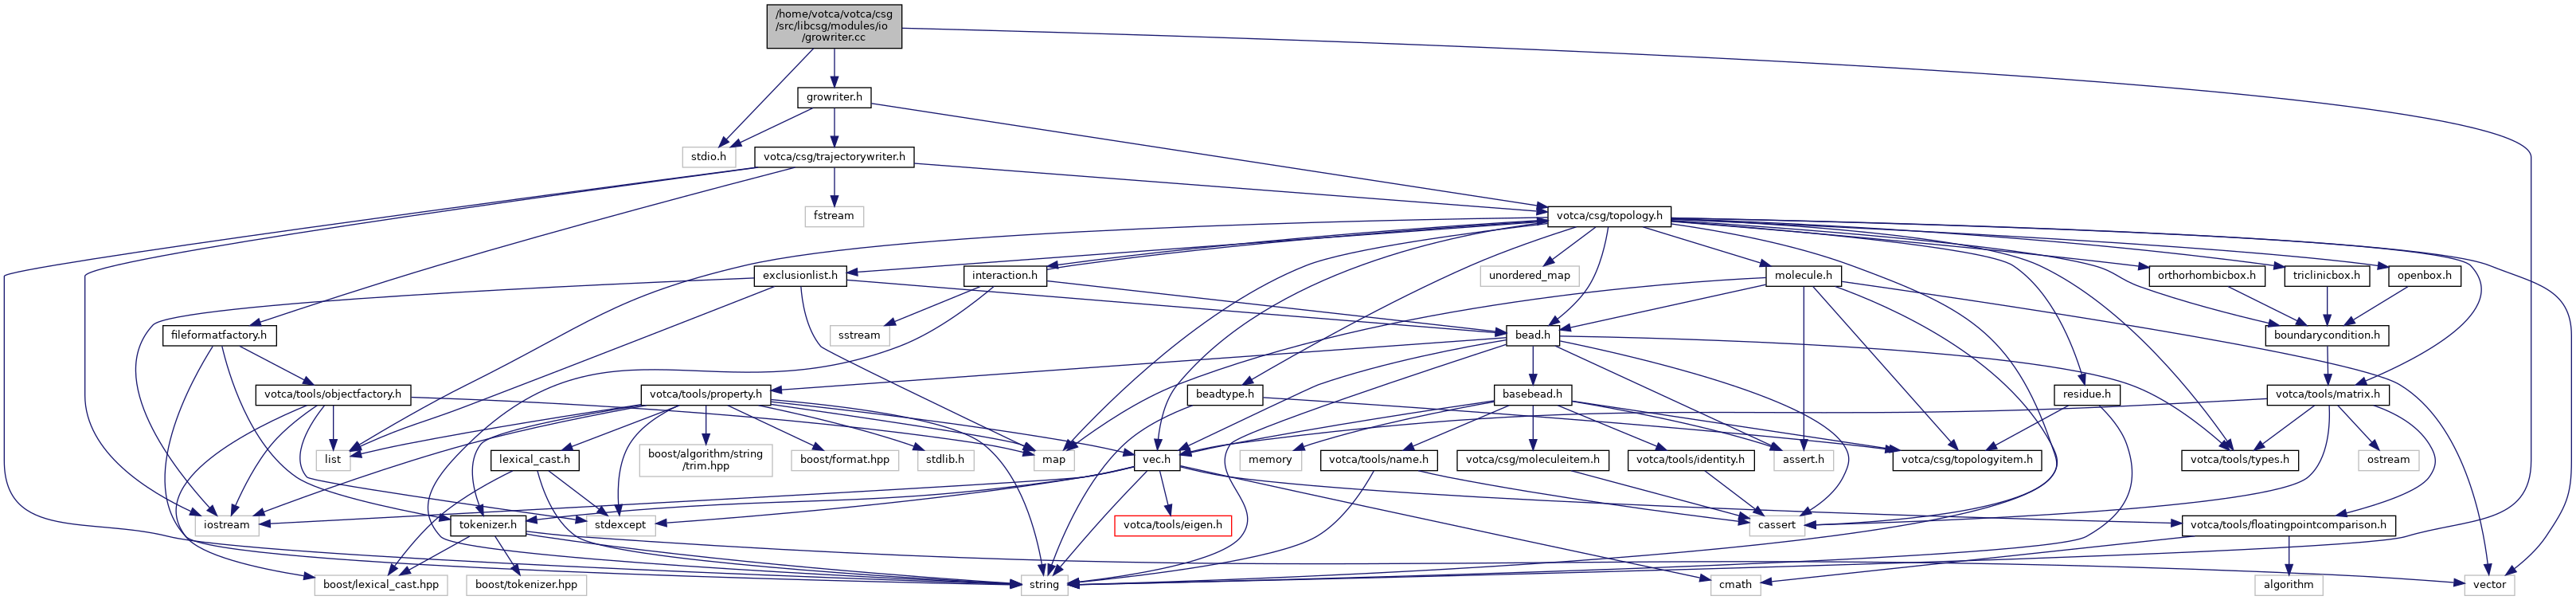 /home/votca/votca/csg
/src/libcsg/modules/io
/growriter.cc
growriter.h
stdio.h
votca/csg/trajectorywriter.h
fstream
votca/csg/topology.h
exclusionlist.h
interaction.h
unordered_map
molecule.h
orthorhombicbox.h
triclinicbox.h
openbox.h
fileformatfactory.h
sstream
bead.h
boundarycondition.h
votca/tools/objectfactory.h
votca/tools/property.h
beadtype.h
basebead.h
residue.h
votca/tools/matrix.h
list
lexical_cast.h
boost/algorithm/string
/trim.hpp
boost/format.hpp
stdlib.h
map
vec.h
memory
votca/tools/name.h
votca/csg/moleculeitem.h
votca/tools/identity.h
assert.h
votca/csg/topologyitem.h
votca/tools/types.h
ostream
iostream
tokenizer.h
stdexcept
votca/tools/eigen.h
cassert
votca/tools/floatingpointcomparison.h
boost/lexical_cast.hpp
boost/tokenizer.hpp
string
cmath
algorithm
vector